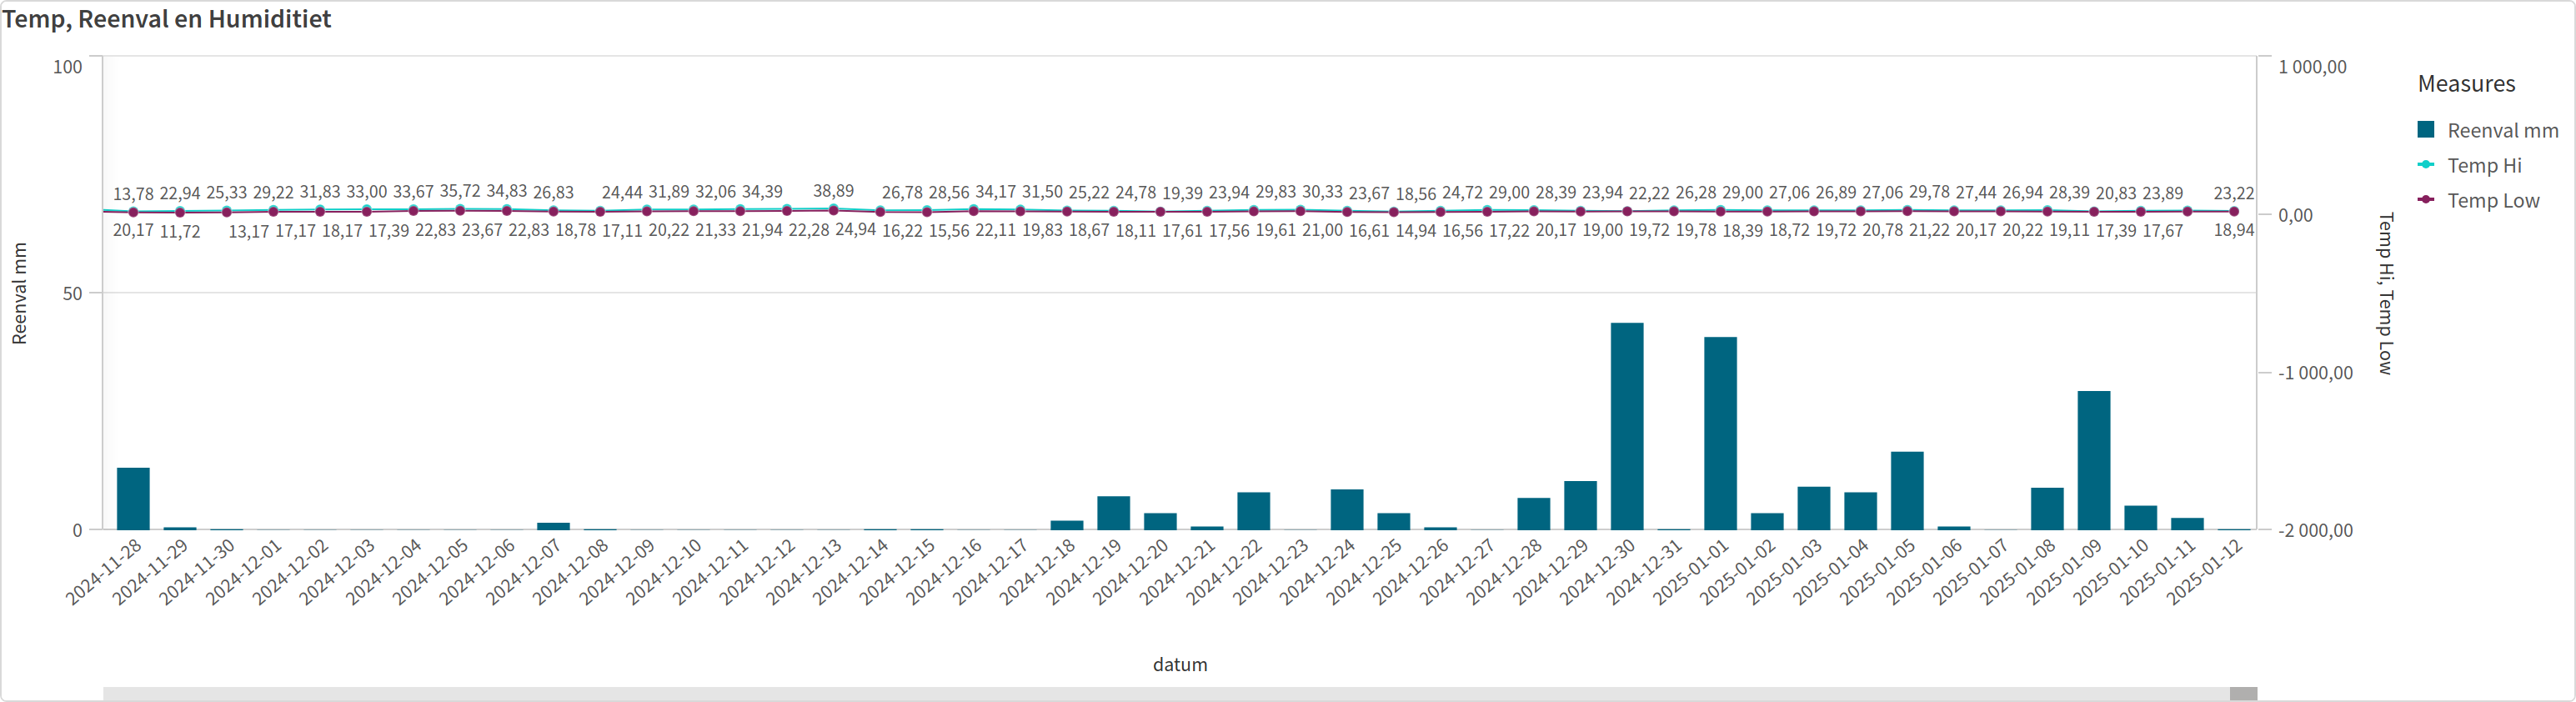 Temp, Reenval en Humiditiet
100
50
0
Reenval mm
13,78 22,94 25,33 29,22 31,83 33,00 33,67 35,72 34,83 26,83 24,44 31,89 32,06 34,39 38,89 26,78 28,56 34,17 31,50 25,22 24,78 19,39 23,94 29,83 30,33 23,67 18,56 24,72 29,00 28,39 23,94 22,22 26,28 29,00 27,06 26,89 27,06 29,78 27,44 26,94 28,39 20,83 23,89 23,22
20,17 11,72 13,17 17,17 18,17 17,39 22,83 23,67 22,83 18,78 17,11 20,22 21,33 21,94 22,28 24,94 16,22 15,56 22,11 19,83 18,67 18,11 17,61 17,56 19,61 21,00 16,61 14,94 16,56 17,22 20,17 19,00 19,72 19,78 18,39 18,72 19,72 20,78 21,22 20,17 20,22 19,11 17,39 17,67 18,94
1 000,00
0,00
-1 000,00
-2 000,00
Temp Hi, Temp Low
2024-11-28 2024-11-29 2024-11-30 2024-12-01 2024-12-02 2024-12-03 2024-12-04 2024-12-05 2024-12-06 2024-12-07 2024-12-08 2024-12-09 2024-12-10 2024-12-11 2024-12-12 2024-12-13 2024-12-14 2024-12-15 2024-12-16 2024-12-17 2024-12-18 2024-12-19 2024-12-20 2024-12-21 2024-12-22 2024-12-23 2024-12-24 2024-12-25 2024-12-26 2024-12-27 2024-12-28 2024-12-29 2024-12-30 2024-12-31 2025-01-01 2025-01-02 2025-01-03 2025-01-04 2025-01-05 2025-01-06 2025-01-07 2025-01-08 2025-01-09 2025-01-10 2025-01-11 2025-01-12
datum
Measures
Reenval mm
Temp Hi
Temp Low